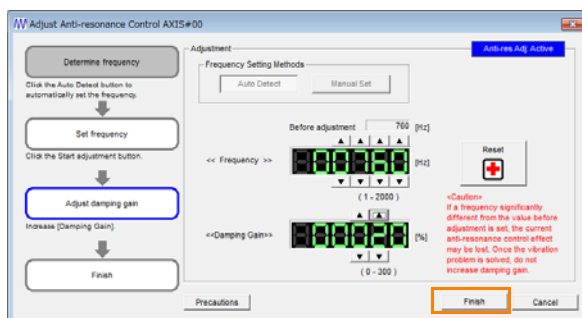 Adjust Anti-resonance Control AXIS#00
Determine frequency
Click the Auto Detect button to
automatically set the frequency.
Set frequency
Click the Start adjustment button.
Adjust damping gain
Increase [Damping Gain].
Finish
Adjustment
Anti-res Adj Active
Frequency Setting Methods
Auto Detect
Manual Set
Before adjustment 760 [Hz]
<< Frequency >> 000760 [Hz]
(1 - 2000)
<<Damping Gain>> 000020 [%]
(0 - 300)
Reset
<Caution>
If a frequency significantly
different from the value before
adjustment is set, the current
anti-resonance control effect
may be lost. Once the vibration
problem is solved, do not
increase damping gain.
Precautions
Finish
Cancel